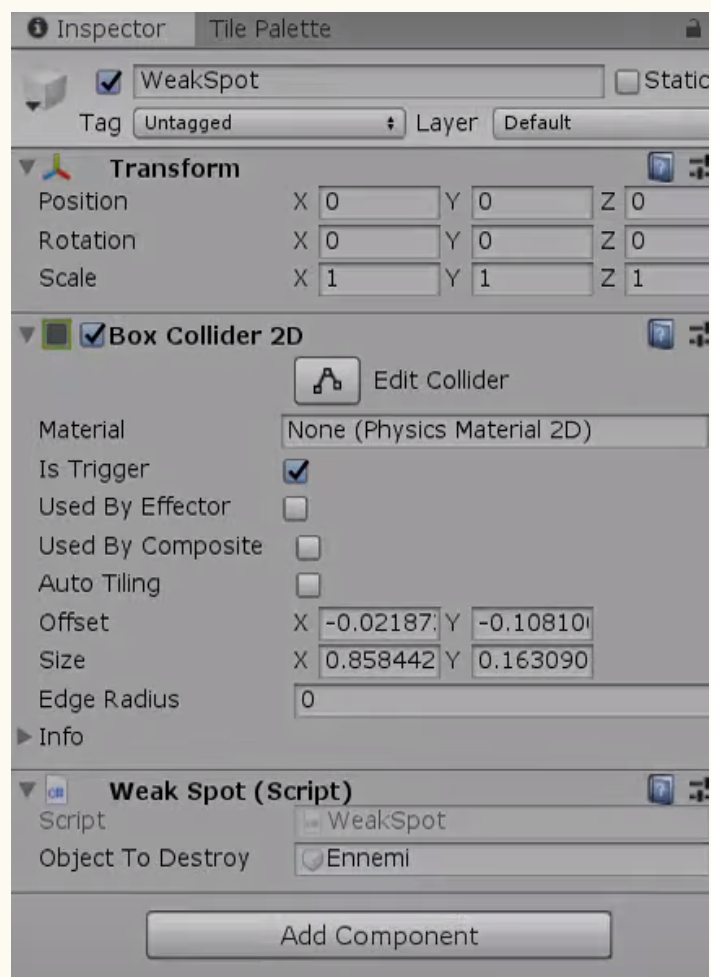 Inspector Tile Palette
WeakSpot Static
Tag Untagged Layer Default
Transform
Position X 0 Y 0 Z 0
Rotation X 0 Y 0 Z 0
Scale X 1 Y 1 Z 1
Box Collider 2D
Edit Collider
Material None (Physics Material 2D)
Is Trigger
Used By Effector
Used By Composite
Auto Tiling
Offset X -0.02187 Y -0.10810
Size X 0.858442 Y 0.163090
Edge Radius 0
Info
Weak Spot (Script)
Script WeakSpot
Object To Destroy Ennemi
Add Component